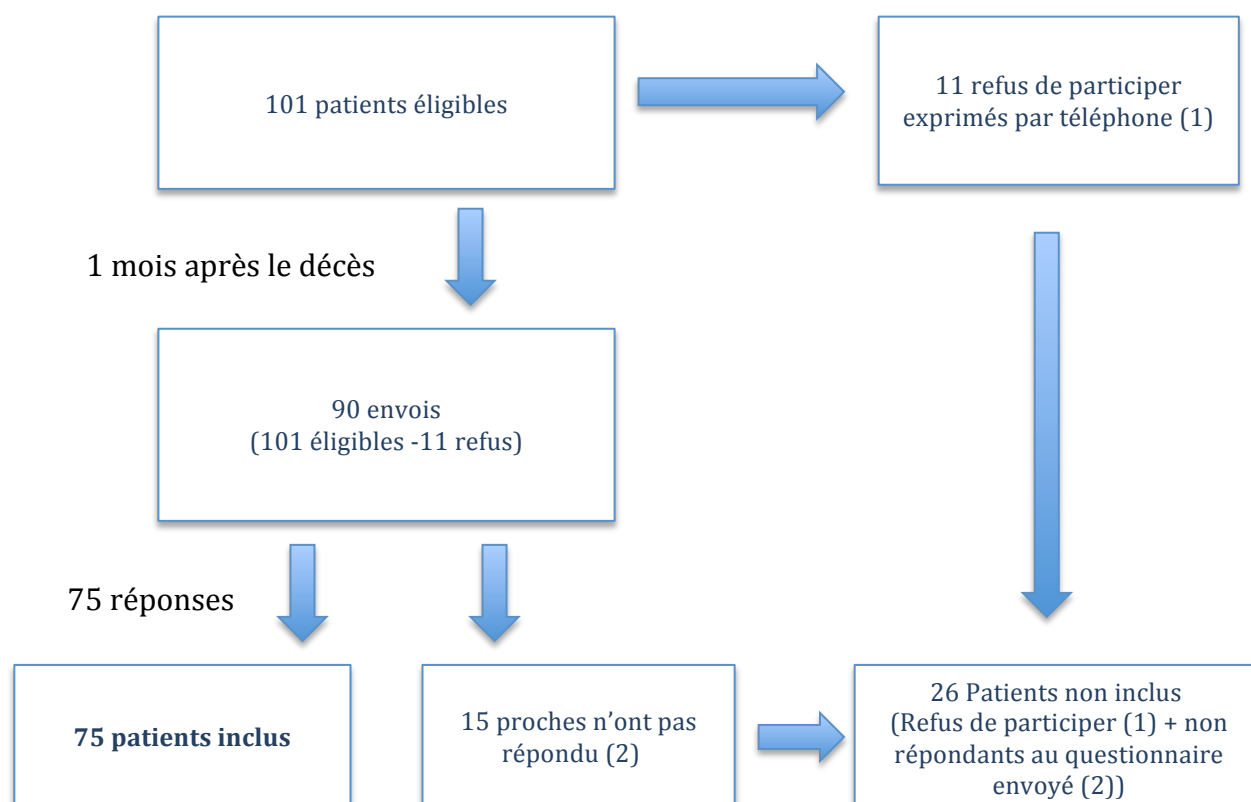 101 patients éligibles
11 refus de participer
exprimés par téléphone (1)
1 mois après le décès
90 envois
(101 éligibles -11 refus)
75 réponses
75 patients inclus
15 proches n’ont pas
répondu (2)
26 Patients non inclus
(Refus de participer (1) + non
répondants au questionnaire
envoyé (2))